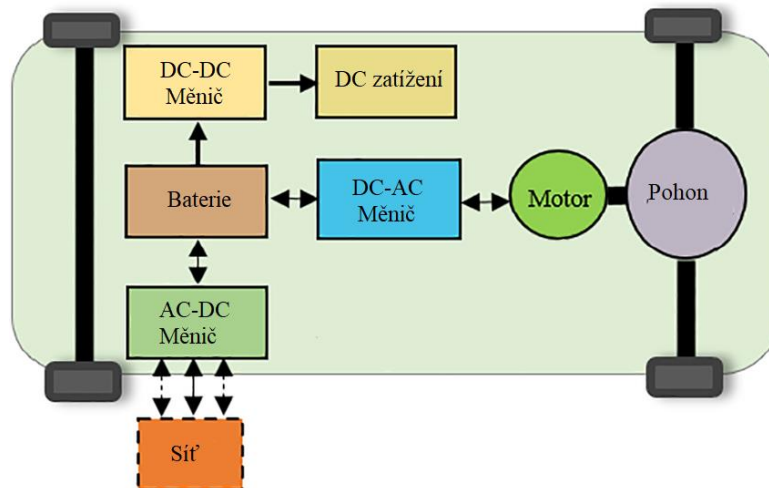 DC-DC
Měnič
DC zatížení
Baterie
DC-AC
Měnič
Motor
Pohon
AC-DC
Měnič
Síť